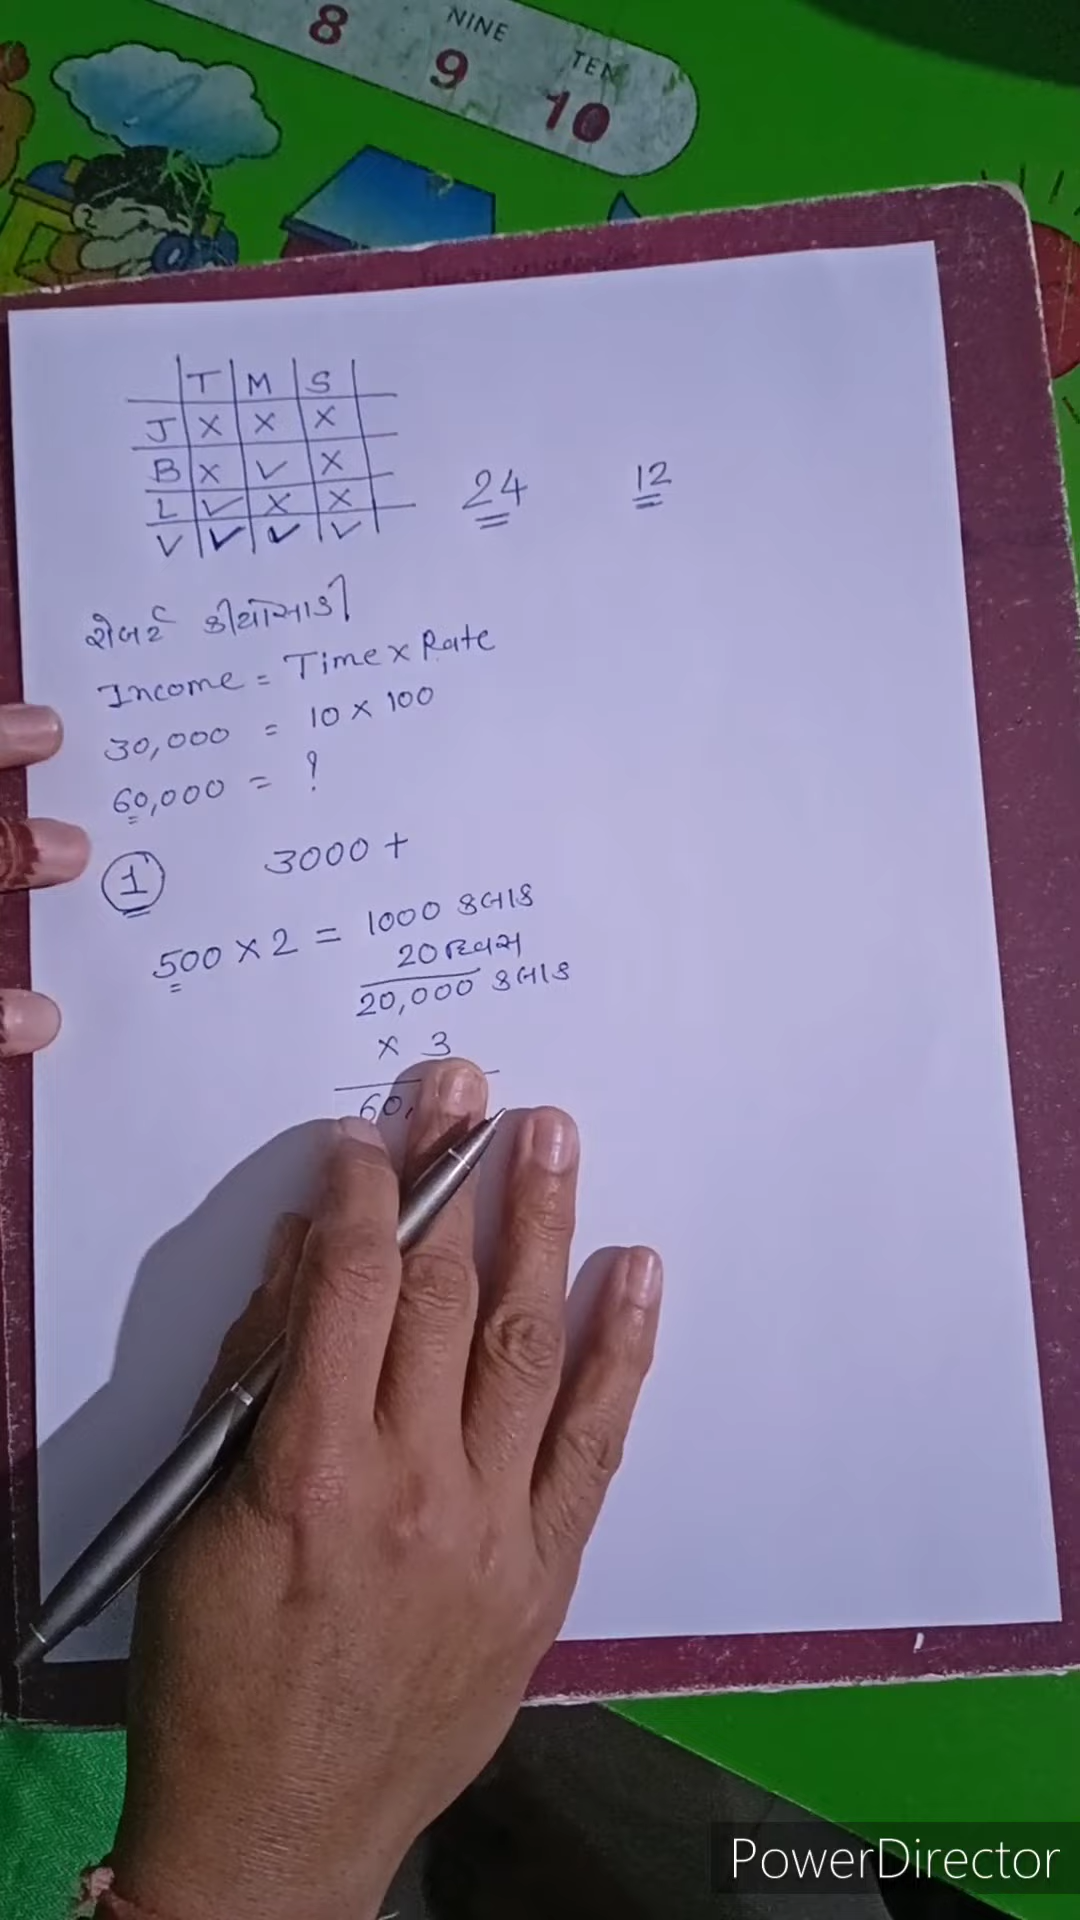 8 NINE 9 TEN 10
T M S
J X X X
B X ✓ X
L ✓ X X
V ✓ ✓ ✓
24 12
રોબર્ટ કીયોસાકી
Income = Time x Rate
30,000 = 10 x 100
60,000 = ?
1 3000 +
500 x 2 = 1000 કલાક
20 દિવસ
20,000 કલાક
x 3
60,
PowerDirector